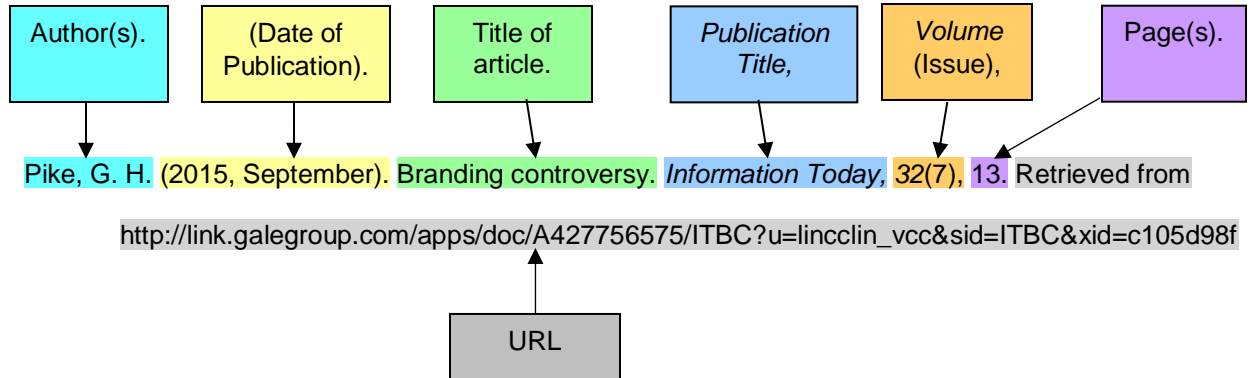 Author(s).
(Date of
Publication).
Title of
article.
Publication
Title,
Volume
(Issue),
Page(s).
Pike, G. H. (2015, September). Branding controversy. Information Today, 32(7), 13. Retrieved from
http://link.galegroup.com/apps/doc/A427756575/ITBC?u=lincclin_vcc&sid=ITBC&xid=c105d98f
URL